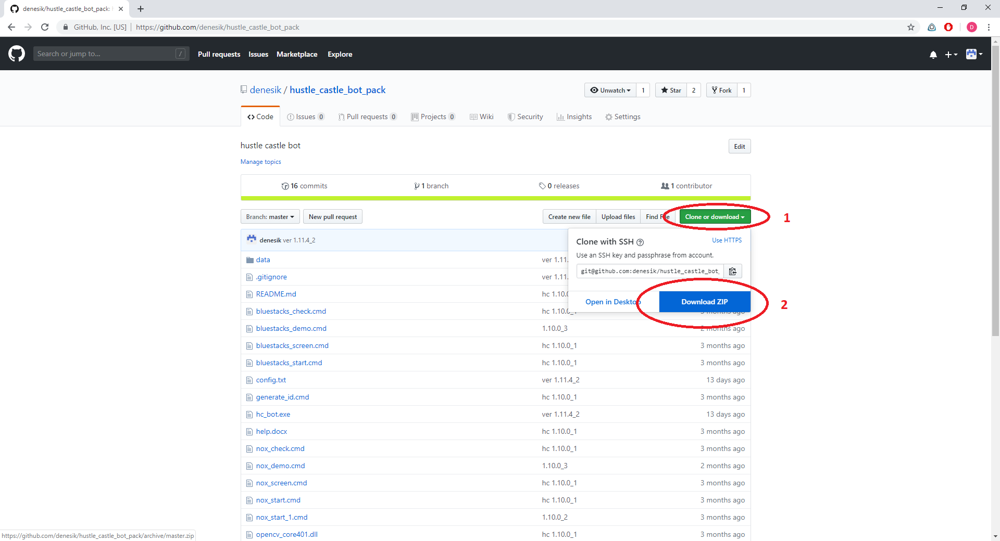 denesik/hustle_castle_bot_pack:
GitHub, Inc. [US] https://github.com/denesik/hustle_castle_bot_pack
D
Search or jump to... / Pull requests Issues Marketplace Explore
denesik / hustle_castle_bot_pack Unwatch 1 Star 2 Fork 1
Code Issues 0 Pull requests 0 Projects 0 Wiki Security Insights Settings
hustle castle bot Edit
Manage topics
16 commits 1 branch 0 releases 1 contributor
Branch: master New pull request Create new file Upload files Find File Clone or download 1
denesik ver 1.11.4_2
Clone with SSH Use HTTPS
Use an SSH key and passphrase from account.
git@github.com:denesik/hustle_castle_bot_
Open in Desktop Download ZIP 2
data ver 1.11.
.gitignore ver 1.11.
README.md hc 1.10.0
bluestacks_check.cmd hc 1.10.0_1 3 months ago
bluestacks_demo.cmd 1.10.0_3 2 months ago
bluestacks_screen.cmd hc 1.10.0_1 3 months ago
bluestacks_start.cmd hc 1.10.0_1 3 months ago
config.txt ver 1.11.4_2 13 days ago
generate_id.cmd hc 1.10.0_1 3 months ago
hc_bot.exe ver 1.11.4_2 13 days ago
help.docx hc 1.10.0_1 3 months ago
nox_check.cmd hc 1.10.0_1 3 months ago
nox_demo.cmd 1.10.0_3 2 months ago
nox_screen.cmd hc 1.10.0_1 3 months ago
nox_start.cmd hc 1.10.0_1 3 months ago
nox_start_1.cmd 1.10.0_2 3 months ago
opencv_core401.dll hc 1.10.0_1 3 months ago
https://github.com/denesik/hustle_castle_bot_pack/archive/master.zip